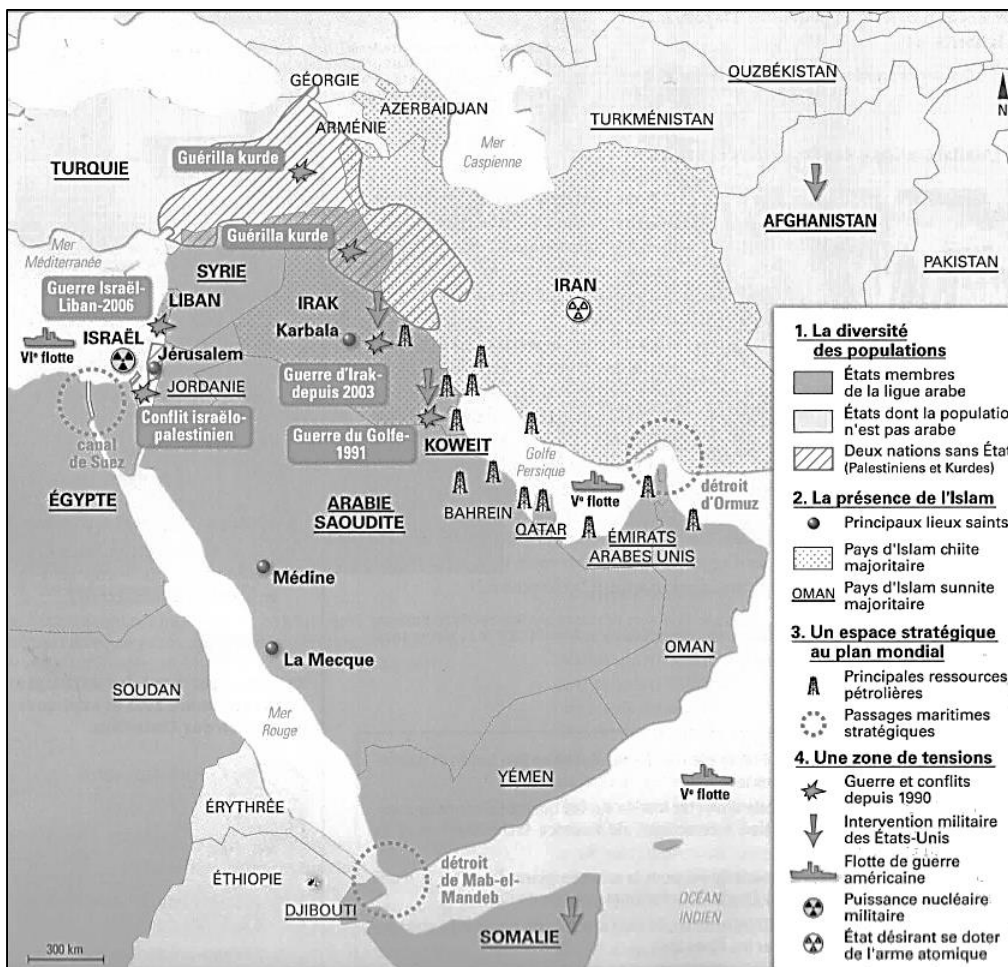 GÉORGIE
OUZBÉKISTAN
AZERBAIDJAN
ARMÉNIE
TURKMÉNISTAN
N
Mer
Caspienne
Guérilla kurde
TURQUIE
AFGHANISTAN
Guérilla kurde
Mer
Méditerranée
SYRIE
PAKISTAN
Guerre Israël-
Liban-2006
LIBAN
IRAK
IRAN
Karbala
ISRAËL
VIᵉ flotte
Jérusalem
JORDANIE
Guerre d'Irak-
depuis 2003
Conflit israélo-
palestinien
canal
de Suez
Guerre du Golfe-
1991
KOWEIT
Golfe
Persique
Vᵉ flotte
détroit
d'Ormuz
ÉGYPTE
ARABIE
SAOUDITE
BAHREIN
QATAR
ÉMIRATS
ARABES UNIS
Médine
La Mecque
OMAN
SOUDAN
Mer
Rouge
YÉMEN
Vᵉ flotte
ÉRYTHRÉE
ÉTHIOPIE
détroit
de Mab-el-
Mandeb
DJIBOUTI
OCÉAN
INDIEN
SOMALIE
300 km
1. La diversité
des populations
États membres
de la ligue arabe
États dont la population
n'est pas arabe
Deux nations sans État
(Palestiniens et Kurdes)
2. La présence de l'Islam
Principaux lieux saints
Pays d'Islam chiite
majoritaire
OMAN
Pays d'Islam sunnite
majoritaire
3. Un espace stratégique
au plan mondial
Principales ressources
pétrolières
Passages maritimes
stratégiques
4. Une zone de tensions
Guerre et conflits
depuis 1990
Intervention militaire
des États-Unis
Flotte de guerre
américaine
Puissance nucléaire
militaire
État désirant se doter
de l'arme atomique